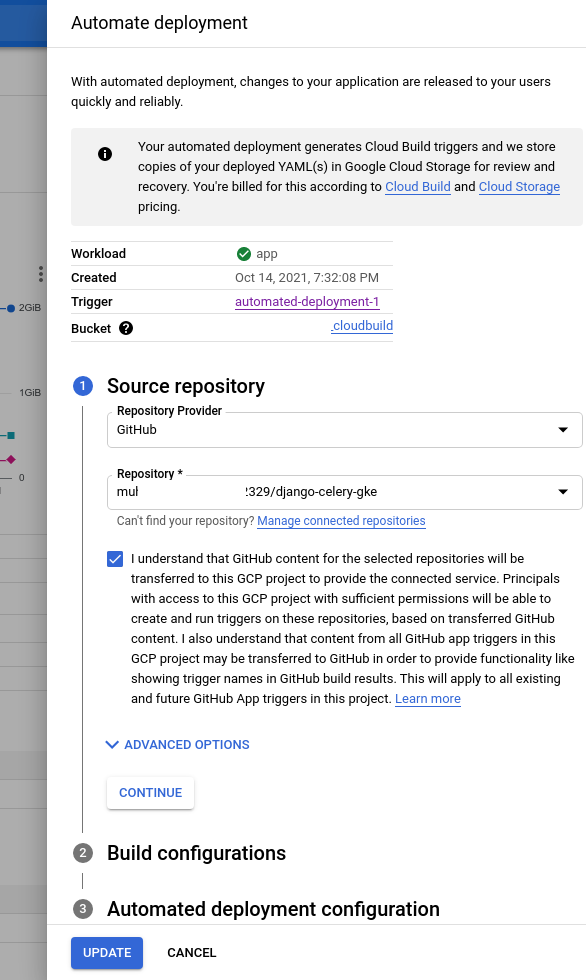 Automate deployment
With automated deployment, changes to your application are released to your users
quickly and reliably.
Your automated deployment generates Cloud Build triggers and we store
copies of your deployed YAML(s) in Google Cloud Storage for review and
recovery. You're billed for this according to Cloud Build and Cloud Storage
pricing.
Workload app
Created Oct 14, 2021, 7:32:08 PM
Trigger automated-deployment-1
Bucket .cloudbuild
2GiB
1GiB
0
1 Source repository
Repository Provider
GitHub
Repository *
329/django-celery-gke
Can't find your repository? Manage connected repositories
I understand that GitHub content for the selected repositories will be
transferred to this GCP project to provide the connected service. Principals
with access to this GCP project with sufficient permissions will be able to
create and run triggers on these repositories, based on transferred GitHub
content. I also understand that content from all GitHub app triggers in this
GCP project may be transferred to GitHub in order to provide functionality like
showing trigger names in GitHub build results. This will apply to all existing
and future GitHub App triggers in this project. Learn more
ADVANCED OPTIONS
CONTINUE
2 Build configurations
3 Automated deployment configuration
UPDATE CANCEL